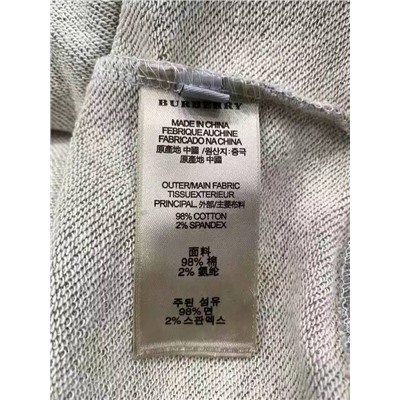 BURBERRY
MADE IN CHINA
FEBRIQUE AUCHINE
FABRICADO NA CHINA
原產地 中國 /원산지: 중국
原產地 中國
OUTER/MAIN FABRIC
TISSUEXTERIEUR
PRINCIPAL. 外部/主要布料
98% COTTON
2% SPANDEX
面料
98% 棉
2% 氨纶
주된 섬유
98% 면
2% 스판덱스